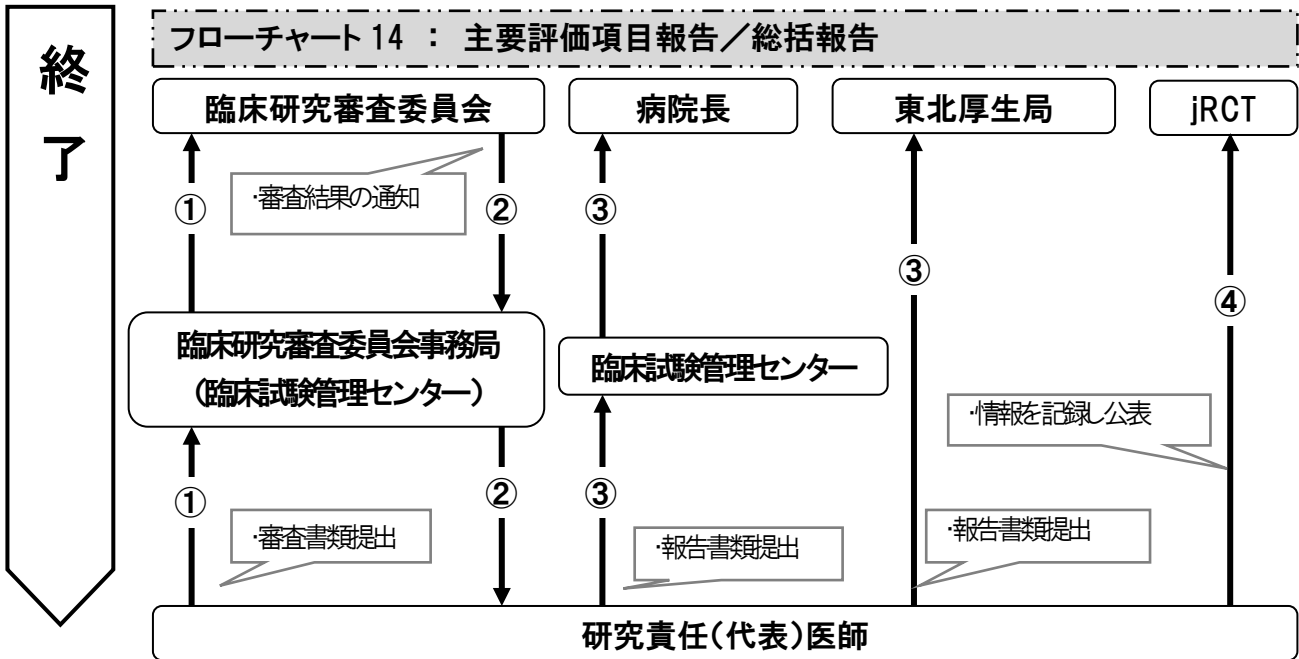 終
了
フローチャート 14 ： 主要評価項目報告／総括報告
臨床研究審査委員会
病院長
東北厚生局
jRCT
･審査結果の通知
①
②
③
③
④
臨床研究審査委員会事務局
（臨床試験管理センター）
臨床試験管理センター
･情報を記録し公表
①
②
③
･審査書類提出
･報告書類提出
･報告書類提出
研究責任（代表）医師